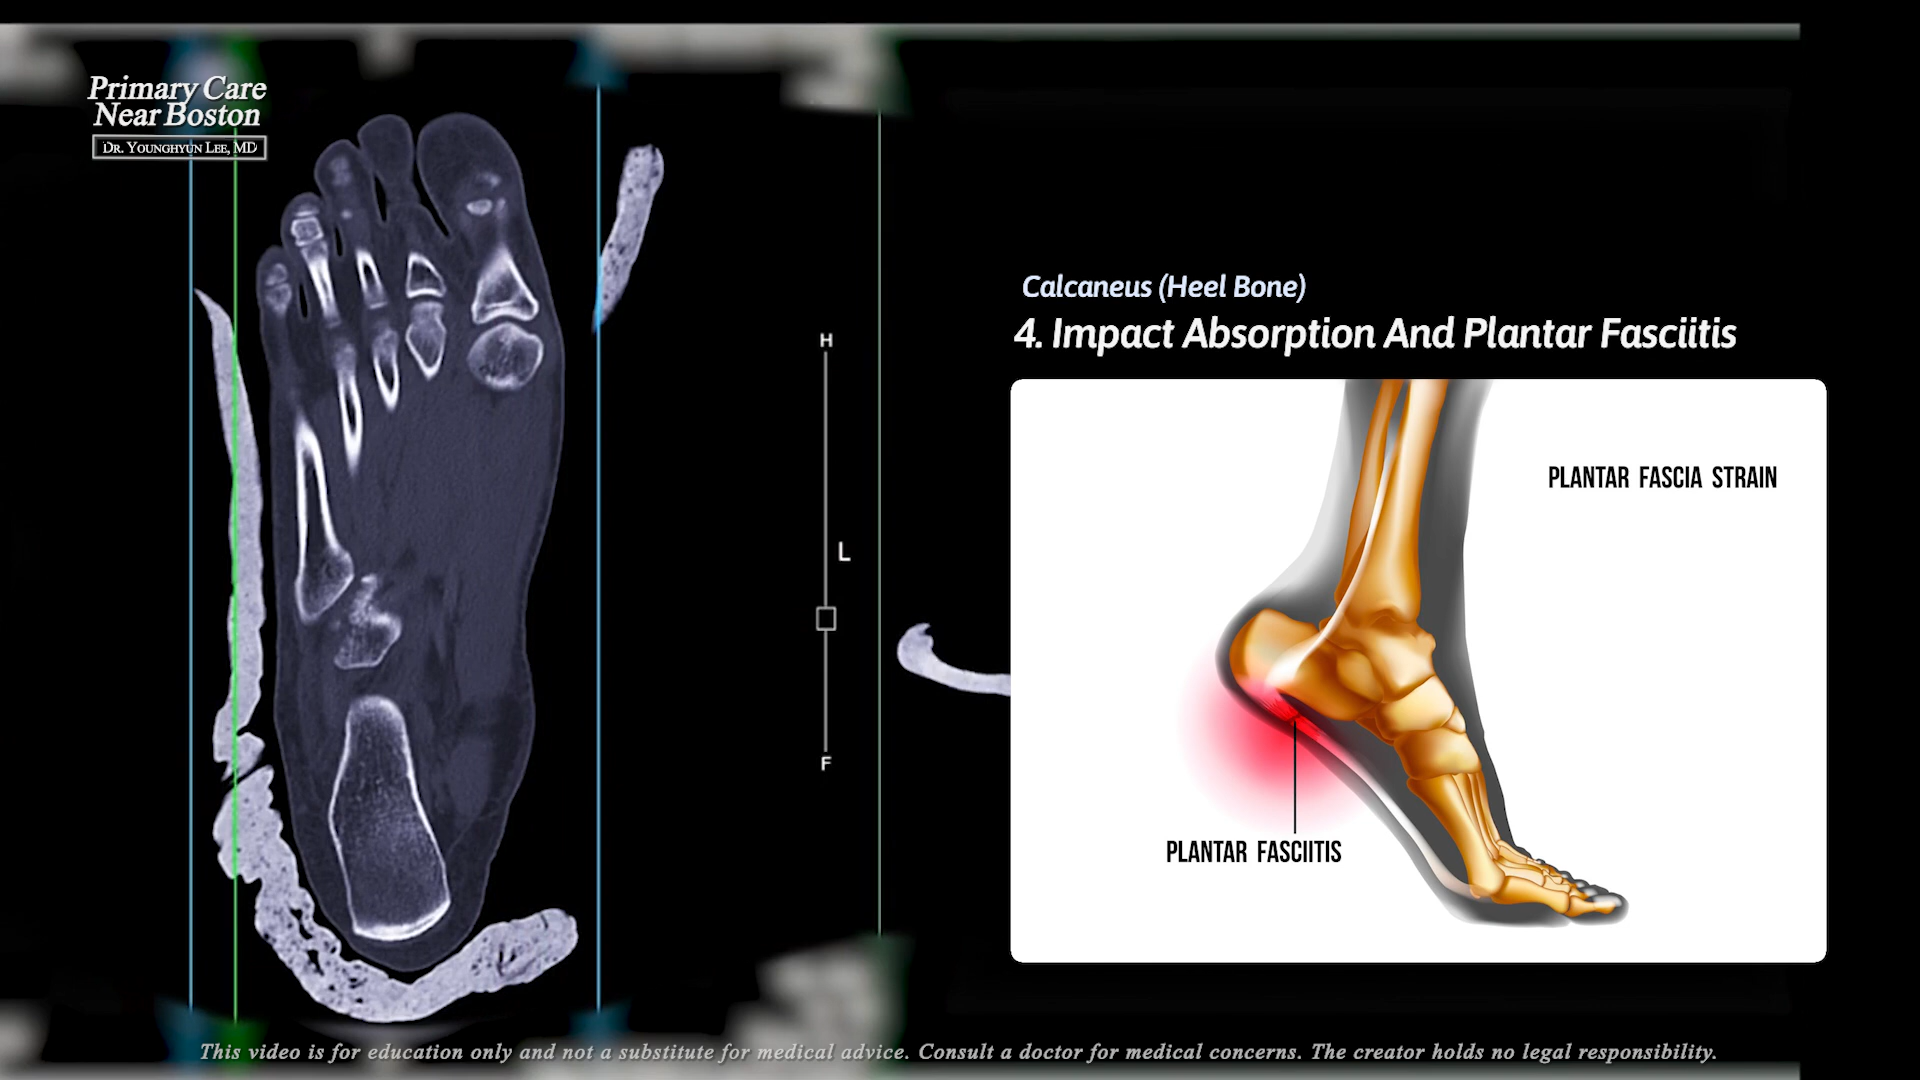 Primary Care
Near Boston
Dr. Younghyun Lee, MD
H
L
F
Calcaneus (Heel Bone)
4. Impact Absorption And Plantar Fasciitis
PLANTAR FASCIA STRAIN
PLANTAR FASCIITIS
This video is for education only and not a substitute for medical advice. Consult a doctor for medical concerns. The creator holds no legal responsibility.